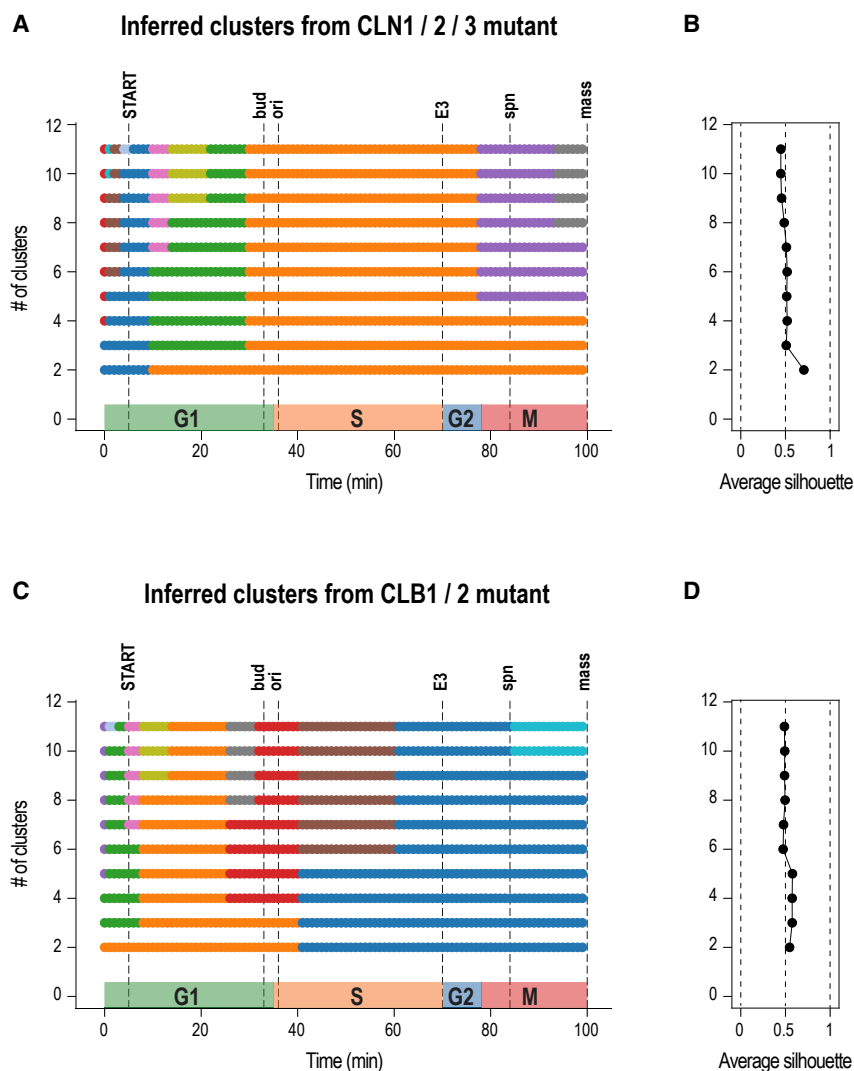 A
Inferred clusters from CLN1 / 2 / 3 mutant
B
START
bud
ori
E3
spn
mass
12
10
8
6
4
2
0
# of clusters
G1
S
G2
M
0 20 40 60 80 100
Time (min)
12
10
8
6
4
2
0
0 0.5 1
Average silhouette
C
Inferred clusters from CLB1 / 2 mutant
D
START
bud
ori
E3
spn
mass
12
10
8
6
4
2
0
# of clusters
G1
S
G2
M
0 20 40 60 80 100
Time (min)
12
10
8
6
4
2
0
0 0.5 1
Average silhouette